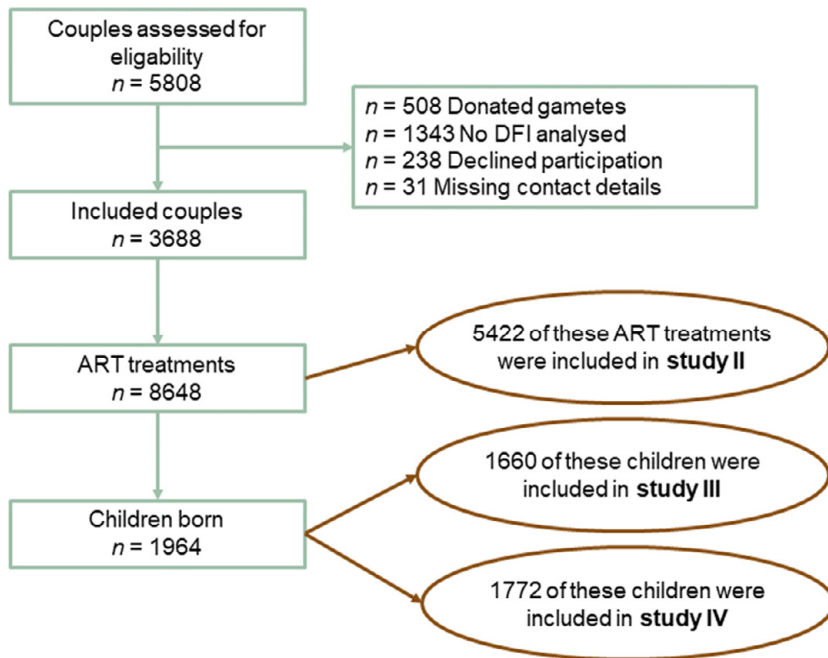 Couples assessed for
eligability
n = 5808
n = 508 Donated gametes
n = 1343 No DFI analysed
n = 238 Declined participation
n = 31 Missing contact details
Included couples
n = 3688
5422 of these ART treatments
were included in study II
ART treatments
n = 8648
1660 of these children were
included in study III
Children born
n = 1964
1772 of these children were
included in study IV